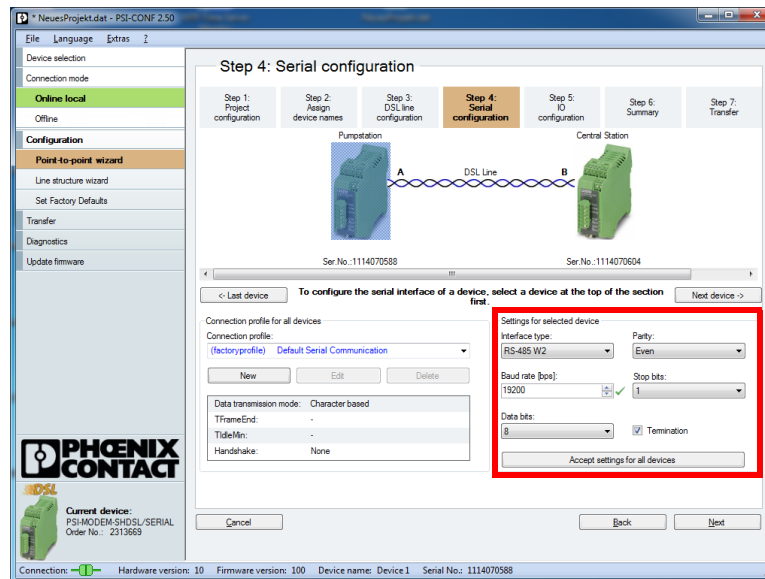 * NeuesProjekt.dat - PSI-CONF 2.50
File Language Extras ?
Device selection
Connection mode
Online local
Offline
Configuration
Point-to-point wizard
Line structure wizard
Set Factory Defaults
Transfer
Diagnostics
Update firmware
PHŒNIX
CONTACT
DSL
Current device:
PSI-MODEM-SHDSL/SERIAL
Order No.: 2313669
Step 4: Serial configuration
Step 1:
Project
configuration
Step 2:
Assign
device names
Step 3:
DSL line
configuration
Step 4:
Serial
configuration
Step 5:
IO
configuration
Step 6:
Summary
Step 7:
Transfer
Pumpstation
Central Station
A DSL Line B
Ser.No.:1114070588
Ser.No.:1114070604
<- Last device
To configure the serial interface of a device, select a device at the top of the section
first.
Next device ->
Connection profile for all devices
Connection profile:
(factoryprofile) Default Serial Communication
New Edit Delete
Data transmission mode: Character based
TFrameEnd: -
TIdleMin: -
Handshake: None
Settings for selected device
Interface type: Parity:
RS-485 W2 Even
Baud rate [bps]: Stop bits:
19200 1
Data bits:
8 Termination
Accept settings for all devices
Cancel Back Next
Connection: Hardware version: 10 Firmware version: 100 Device name: Device1 Serial No.: 1114070588